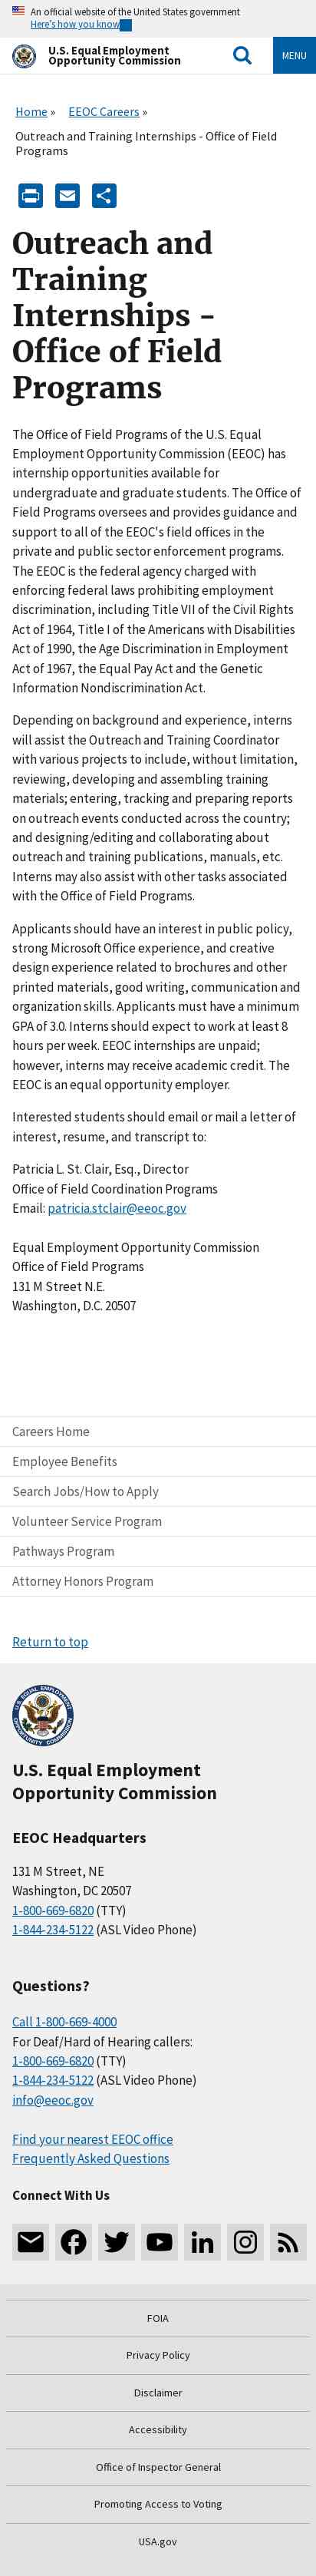 An official website of the United States government
Here's how you know
U.S. Equal Employment
Opportunity Commission
MENU
Home » EEOC Careers »
Outreach and Training Internships - Office of Field
Programs
Outreach and
Training
Internships -
Office of Field
Programs
The Office of Field Programs of the U.S. Equal
Employment Opportunity Commission (EEOC) has
internship opportunities available for
undergraduate and graduate students. The Office of
Field Programs oversees, and provides guidance and
support to all of the EEOC's field offices in their
private and public sector enforcement programs.
The EEOC is the federal agency charged with
enforcing federal laws prohibiting employment
discrimination, including Title VII of the Civil Rights
Act of 1964, Title I of the Americans with Disabilities
Act of 1990, the Age Discrimination in Employment
Act of 1967, the Equal Pay Act and the Genetic
Information Nondiscrimination Act.
Depending on background and experience, interns
will assist the Outreach and Training Coordinator
with various projects to include, without limitation,
reviewing, developing and assembling training
materials; entering, tracking and preparing reports
on outreach events conducted across the country;
and designing/editing and collaborating about
outreach and training publications, manuals, etc.
Interns may also assist with other tasks associated
with the Office of Field Programs.
Applicants should have an interest in public policy,
strong Microsoft Office experience, and creative
design experience related to brochures and other
printed materials, good writing, communication and
organization skills. Applicants must have a minimum
GPA of 3.0. Interns should expect to work at least 8
hours per week. EEOC internships are unpaid;
however, interns may receive academic credit. The
EEOC is an equal opportunity employer.
Interested students should email or mail a letter of
interest, resume, and transcript to:
Patricia L. St. Clair, Esq., Director
Office of Field Coordination Programs
Email: patricia.stclair@eeoc.gov
Equal Employment Opportunity Commission
Office of Field Programs
131 M Street N.E.
Washington, D.C. 20507
Careers Home
Employee Benefits
Search Jobs/How to Apply
Volunteer Service Program
Pathways Program
Attorney Honors Program
Return to top
U.S. Equal Employment
Opportunity Commission
EEOC Headquarters
131 M Street, NE
Washington, DC 20507
1-800-669-6820 (TTY)
1-844-234-5122 (ASL Video Phone)
Questions?
Call 1-800-669-4000
For Deaf/Hard of Hearing callers:
1-800-669-6820 (TTY)
1-844-234-5122 (ASL Video Phone)
info@eeoc.gov
Find your nearest EEOC office
Frequently Asked Questions
Connect With Us
FOIA
Privacy Policy
Disclaimer
Accessibility
Office of Inspector General
Promoting Access to Voting
USA.gov